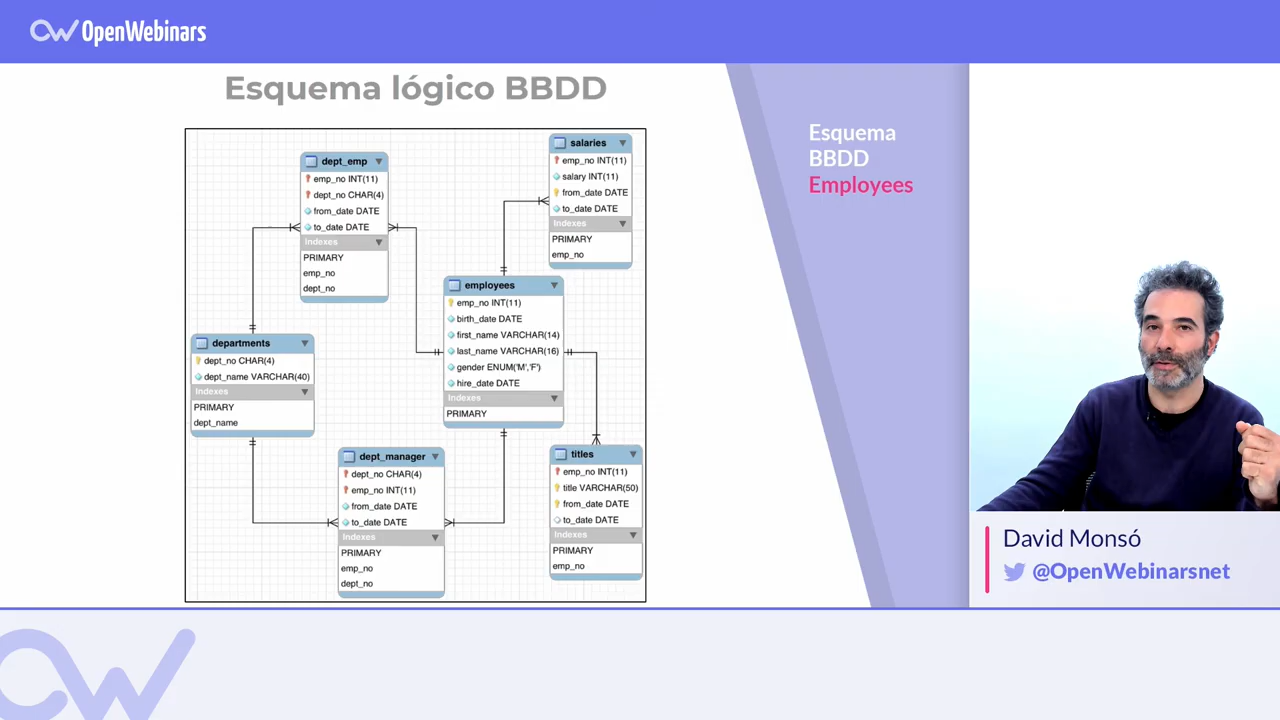 OpenWebinars
Esquema lógico BBDD
dept_emp
emp_no INT(11)
dept_no CHAR(4)
from_date DATE
to_date DATE
Indexes
PRIMARY
emp_no
dept_no
salaries
emp_no INT(11)
salary INT(11)
from_date DATE
to_date DATE
Indexes
PRIMARY
emp_no
employees
emp_no INT(11)
birth_date DATE
first_name VARCHAR(14)
last_name VARCHAR(16)
gender ENUM('M','F')
hire_date DATE
Indexes
PRIMARY
departments
dept_no CHAR(4)
dept_name VARCHAR(40)
Indexes
PRIMARY
dept_name
dept_manager
dept_no CHAR(4)
emp_no INT(11)
from_date DATE
to_date DATE
Indexes
PRIMARY
emp_no
dept_no
titles
emp_no INT(11)
title VARCHAR(50)
from_date DATE
to_date DATE
Indexes
PRIMARY
emp_no
Esquema
BBDD
Employees
David Monsó
@OpenWebinarsnet